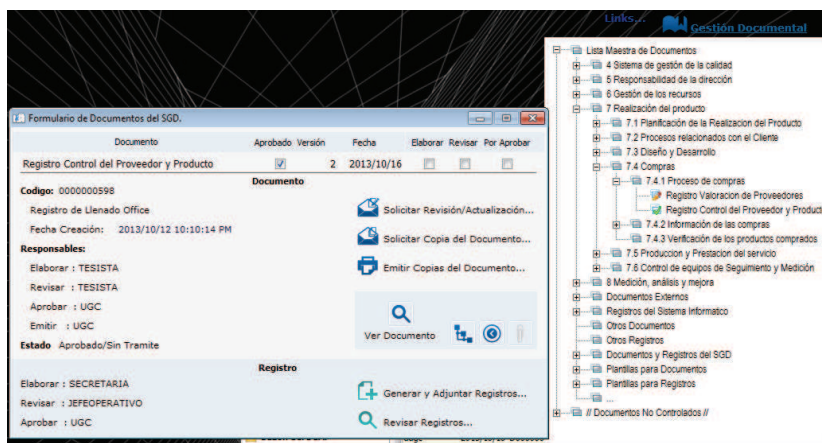 Links...
Gestión Documental
Lista Maestra de Documentos
4 Sistema de gestión de la calidad
5 Responsabilidad de la dirección
6 Gestión de los recursos
7 Realización del producto
7.1 Planificación de la Realizacion del Producto
7.2 Procesos relacionados con el Cliente
7.3 Diseño y Desarrollo
7.4 Compras
7.4.1 Proceso de compras
Registro Valoracion de Proveedores
Registro Control del Proveedor y Product
7.4.2 Información de las compras
7.4.3 Verificación de los productos comprados
7.5 Produccion y Prestacion del servicio
7.6 Control de equipos de Seguimiento y Medición
8 Medición, análisis y mejora
Documentos Externos
Registros del Sistema Informatico
Otros Documentos
Otros Registros
Documentos y Registros del SGD
Plantillas para Documentos
Plantillas para Registros
...
// Documentos No Controlados //
Formulario de Documentos del SGD.
Documento Aprobado Versión Fecha Elaborar Revisar Por Aprobar
Registro Control del Proveedor y Producto 2 2013/10/16
Documento
Codigo: 0000000598
Registro de Llenado Office
Fecha Creación: 2013/10/12 10:10:14 PM
Responsables:
Elaborar : TESISTA
Revisar : TESISTA
Aprobar : UGC
Emitir : UGC
Estado Aprobado/Sin Tramite
Solicitar Revisión/Actualización...
Solicitar Copia del Documento...
Emitir Copias del Documento...
Ver Documento
Registro
Elaborar : SECRETARIA
Revisar : JEFEOPERATIVO
Aprobar : UGC
Generar y Adjuntar Registros...
Revisar Registros...